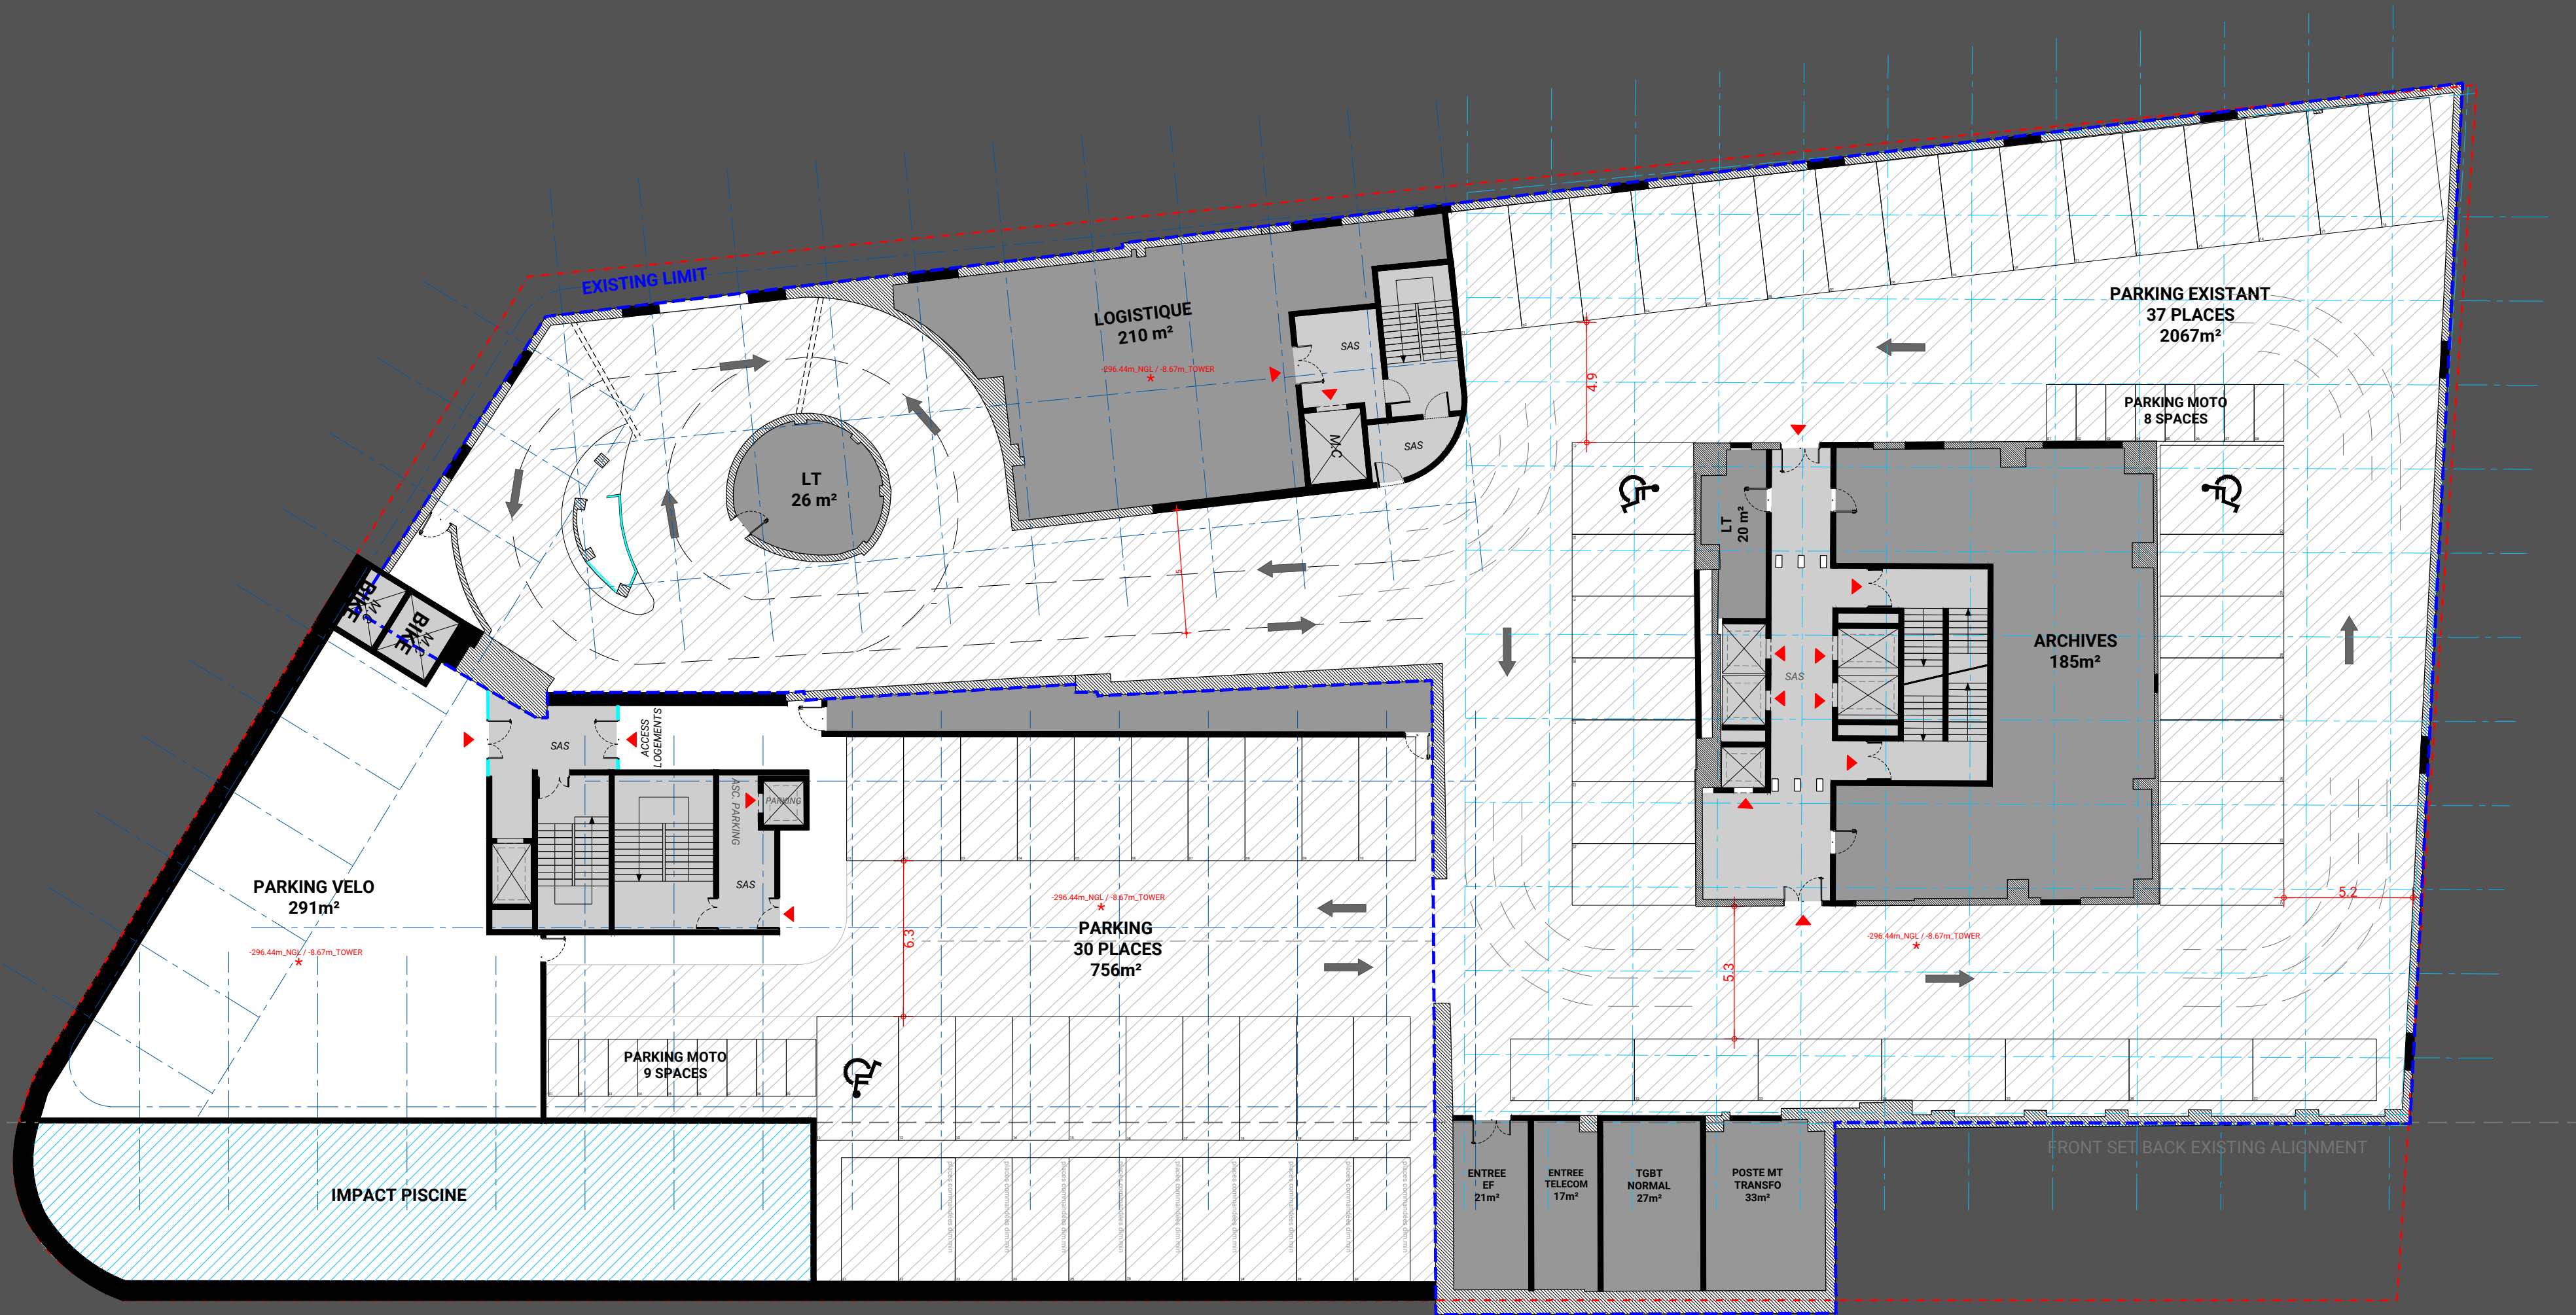 EXISTING LIMIT
LOGISTIQUE
210 m²
-296.44m_NGL / -8.67m_TOWER
*
SAS
SAS
MC
LT
26 m²
BIKE
MC
BIKE
MC
4.9
PARKING EXISTANT
37 PLACES
2067m²
PARKING MOTO
8 SPACES
LT
20 m²
SAS
ARCHIVES
185m²
5.2
5.3
-296.44m_NGL / -8.67m_TOWER
*
SAS
ACCESS
LOGEMENTS
ASC. PARKING
PARKING
SAS
PARKING VELO
291m²
-296.44m_NGL / -8.67m_TOWER
*
6.3
-296.44m_NGL / -8.67m_TOWER
*
PARKING
30 PLACES
756m²
PARKING MOTO
9 SPACES
IMPACT PISCINE
ENTREE
EF
21m²
ENTREE
TELECOM
17m²
TGBT
NORMAL
27m²
POSTE MT
TRANSFO
33m²
FRONT SET BACK EXISTING ALIGNMENT